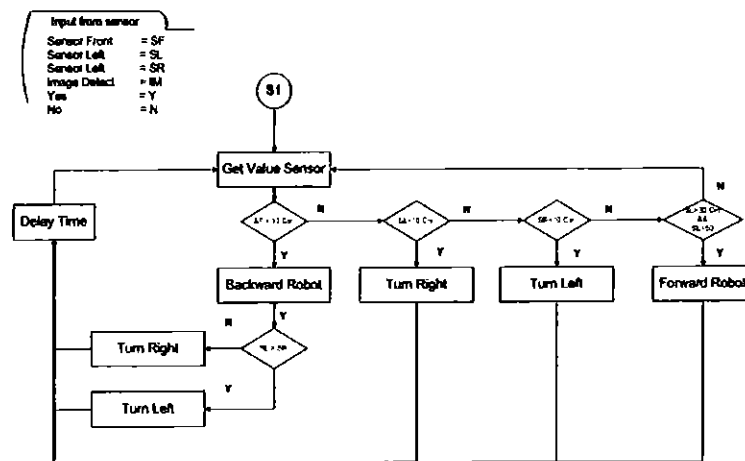 Input from sensor
Sensor Front = SF
Sensor Left = SL
Sensor Left = SR
Image Detect = IM
Yes = Y
No = N
S1
Get Value Sensor
N
Delay Time
N
N
N
Y
Y
Y
Y
Backward Robot
Turn Right
Turn Left
Forward Robot
N
Y
Turn Right
Y
Turn Left